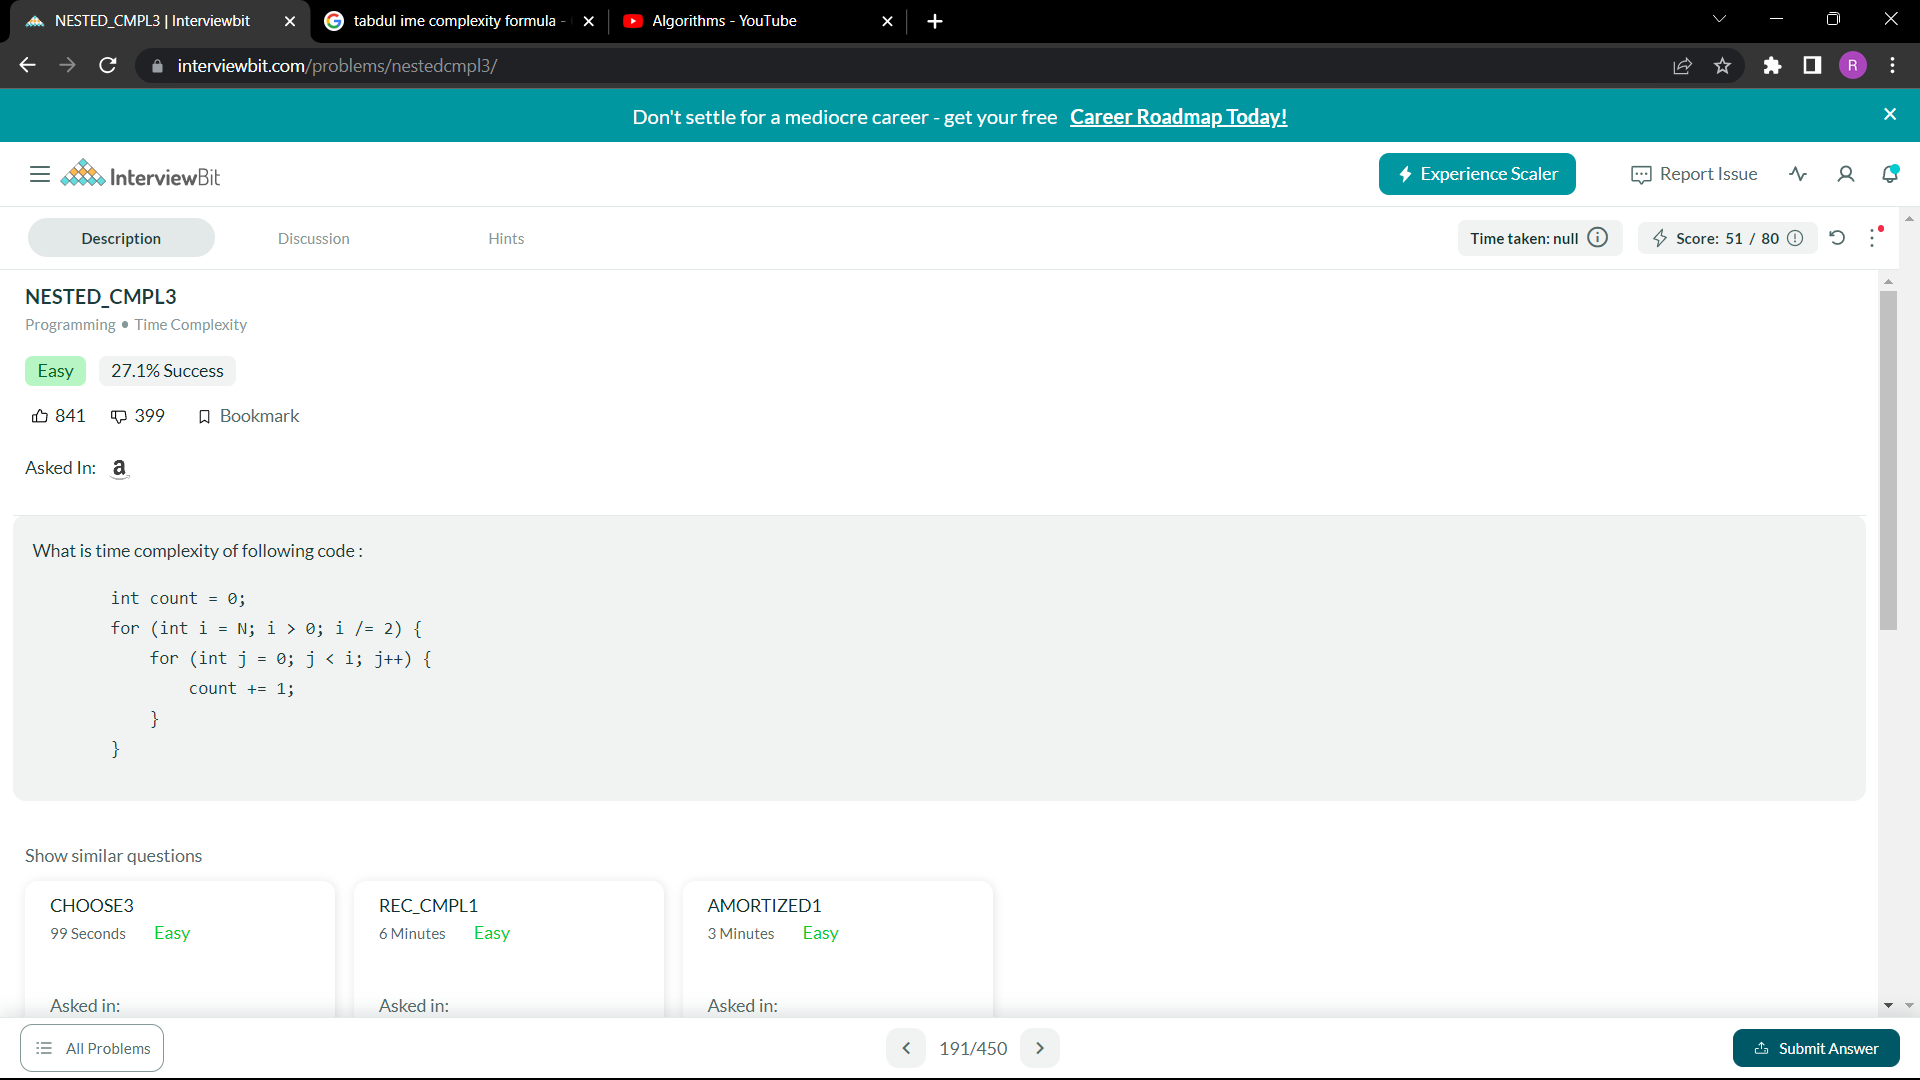 NESTED_CMPL3 | Interviewbit
tabdul ime complexity formula -
Algorithms - YouTube
interviewbit.com/problems/nestedcmpl3/
R
Don't settle for a mediocre career - get your free Career Roadmap Today!
InterviewBit
Experience Scaler
Report Issue
Description
Discussion
Hints
Time taken: null
Score: 51 / 80
NESTED_CMPL3
Programming • Time Complexity
Easy
27.1% Success
841
399
Bookmark
Asked In:
What is time complexity of following code :
int count = 0;
for (int i = N; i > 0; i /= 2) {
for (int j = 0; j < i; j++) {
count += 1;
}
}
Show similar questions
CHOOSE3
99 Seconds Easy
Asked in:
REC_CMPL1
6 Minutes Easy
Asked in:
AMORTIZED1
3 Minutes Easy
Asked in:
All Problems
191/450
Submit Answer